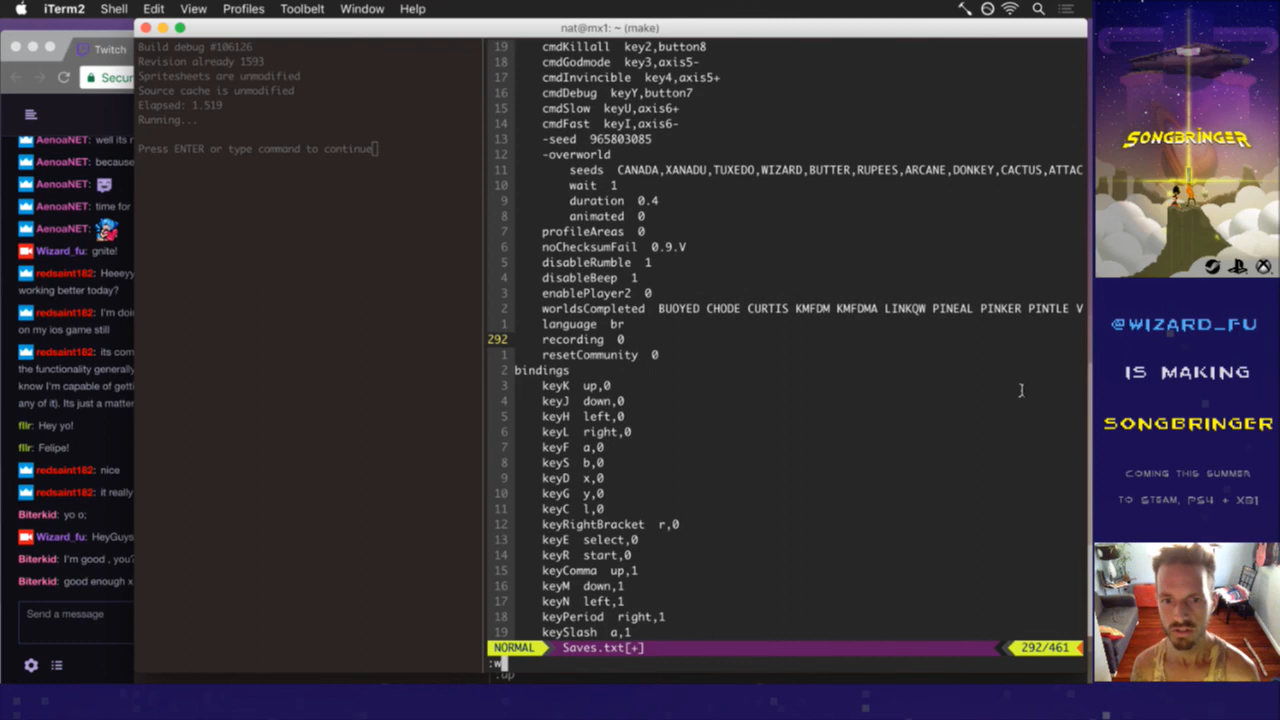 iTerm2 Shell Edit View Profiles Toolbelt Window Help
nat@mx1: ~ (make)
Twitch
Secur
AenoaNET: well its r
AenoaNET: because
AenoaNET:
AenoaNET: time for
AenoaNET:
Wizard_fu: gnite!
redsaint182: Heeeyy
working better today?
redsaint182: I'm doin
on my ios game still
redsaint182: its com
the functionality generally
know I'm capable of getti
any of it). Its just a matter
fllr: Hey yo!
fllr: Felipe!
redsaint182: nice
redsaint182: it really
Biterkid: yo o;
Wizard_fu: HeyGuys
Biterkid: I'm good , you?
Biterkid: good enough x
Send a message
Build debug #106126
Revision already 1593
Spritesheets are unmodified
Source cache is unmodified
Elapsed: 1.519
Running...
Press ENTER or type command to continue
19 cmdKillall key2,button8
18 cmdGodmode key3,axis5-
17 cmdInvincible key4,axis5+
16 cmdDebug keyY,button7
15 cmdSlow keyU,axis6+
14 cmdFast keyI,axis6-
13 -seed 965803085
12 -overworld
11 seeds CANADA,XANADU,TUXEDO,WIZARD,BUTTER,RUPEES,ARCANE,DONKEY,CACTUS,ATTAC
10 wait 1
9 duration 0.4
8 animated 0
7 profileAreas 0
6 noChecksumFail 0.9.V
5 disableRumble 1
4 disableBeep 1
3 enablePlayer2 0
2 worldsCompleted BUOYED CHODE CURTIS KMFDM KMFDMA LINKQW PINEAL PINKER PINTLE V
1 language br
292 recording 0
1 resetCommunity 0
2 bindings
3 keyK up,0
4 keyJ down,0
5 keyH left,0
6 keyL right,0
7 keyF a,0
8 keyS b,0
9 keyD x,0
10 keyG y,0
11 keyC l,0
12 keyRightBracket r,0
13 keyE select,0
14 keyR start,0
15 keyComma up,1
16 keyM down,1
17 keyN left,1
18 keyPeriod right,1
19 keySlash a,1
NORMAL Saves.txt[+] 292/461
:w
:up
SONGBRINGER
@WIZARD_FU
IS MAKING
SONGBRINGER
COMING THIS SUMMER
TO STEAM, PS4 + XB1